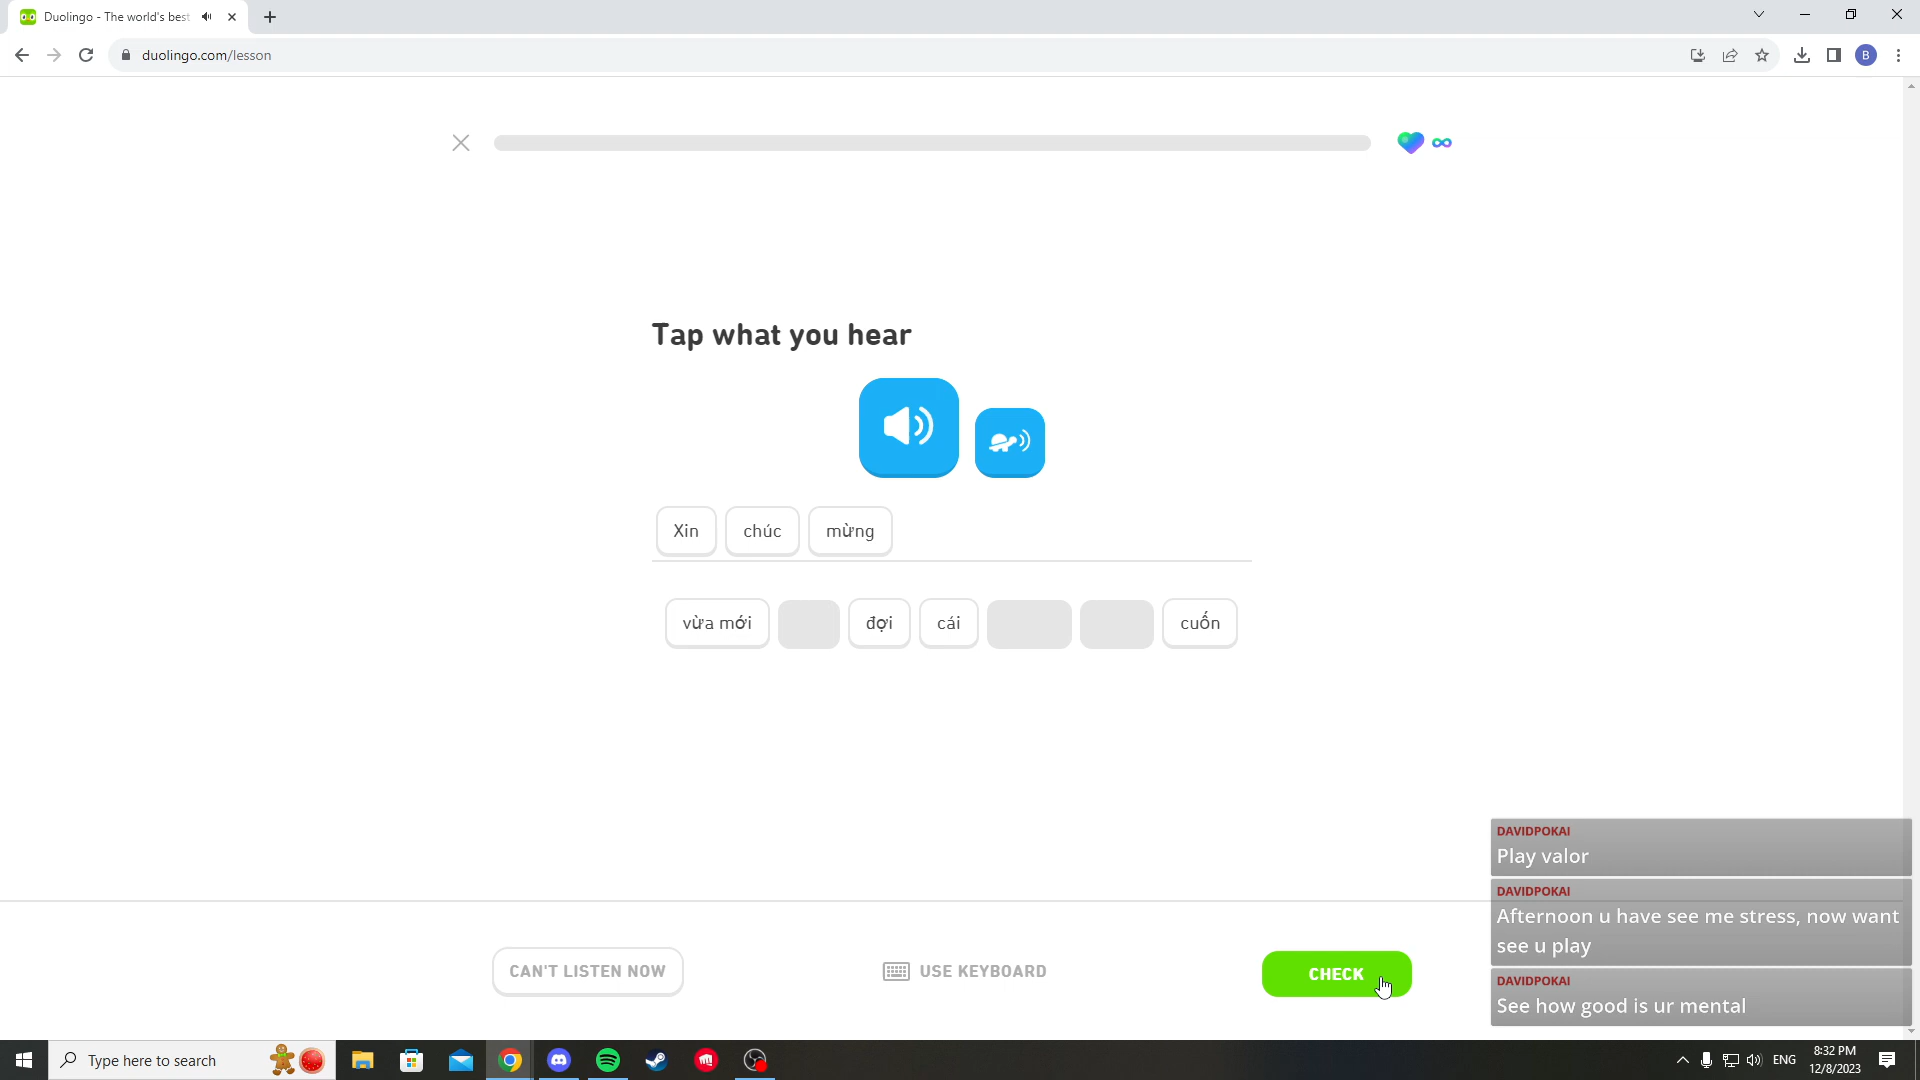 Duolingo - The world's best
duolingo.com/lesson
B
Tap what you hear
Xin
chúc
mừng
vừa mới
đợi
cái
cuốn
DAVIDPOKAI
Play valor
DAVIDPOKAI
Afternoon u have see me stress, now want
see u play
DAVIDPOKAI
See how good is ur mental
CAN'T LISTEN NOW
USE KEYBOARD
CHECK
Type here to search
ENG
8:32 PM
12/8/2023